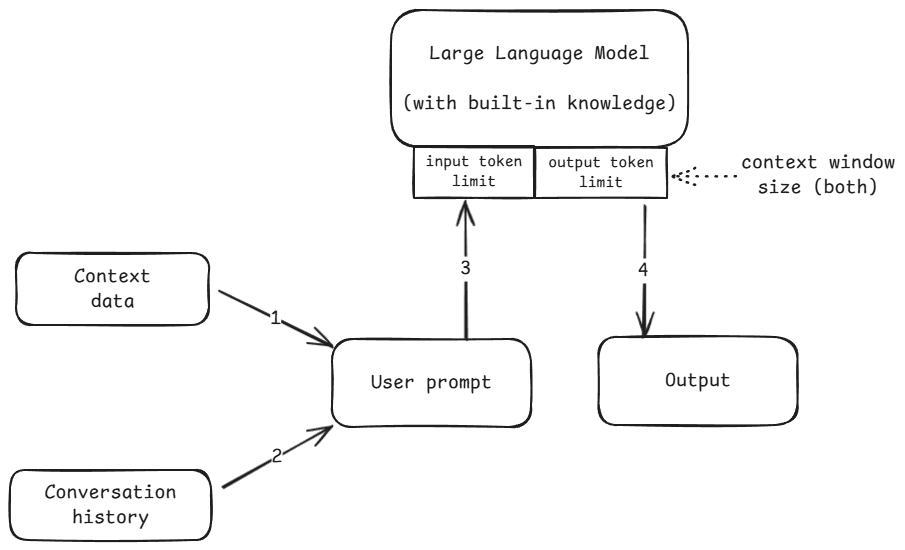 Large Language Model
(with built-in knowledge)
input token
limit
output token
limit
context window
size (both)
3
4
Context
data
1
User prompt
Output
2
Conversation
history